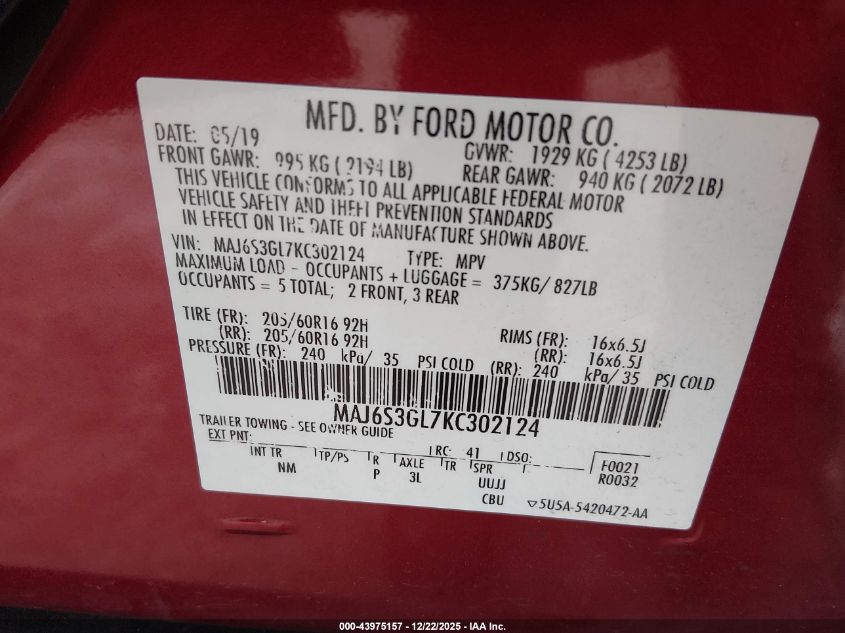 MFD. BY FORD MOTOR CO.
DATE: 05/19 GVWR: 1929 KG ( 4253 LB)
FRONT GAWR: 995 KG ( 2194 LB) REAR GAWR: 940 KG ( 2072 LB)
THIS VEHICLE CONFORMS TO ALL APPLICABLE FEDERAL MOTOR
VEHICLE SAFETY AND THEFT PREVENTION STANDARDS
IN EFFECT ON THE DATE OF MANUFACTURE SHOWN ABOVE.
VIN: MAJ6S3GL7KC302124 TYPE: MPV
MAXIMUM LOAD - OCCUPANTS + LUGGAGE = 375KG/ 827LB
OCCUPANTS = 5 TOTAL; 2 FRONT, 3 REAR
TIRE (FR): 205/60R16 92H RIMS (FR): 16x6.5J
(RR): 205/60R16 92H (RR): 16x6.5J
PRESSURE (FR): 240 kPa/ 35 PSI COLD (RR): 240 kPa/ 35 PSI COLD
MAJ6S3GL7KC302124
TRAILER TOWING - SEE OWNER GUIDE
EXT PNT: RC: 41 DSO: F0021
INT TR TP/PS R AXLE TR SPR R0032
NM P 3L UUJJ
CBU 5U5A-5420472-AA
000-43975157 - 12/22/2025 - IAA Inc.